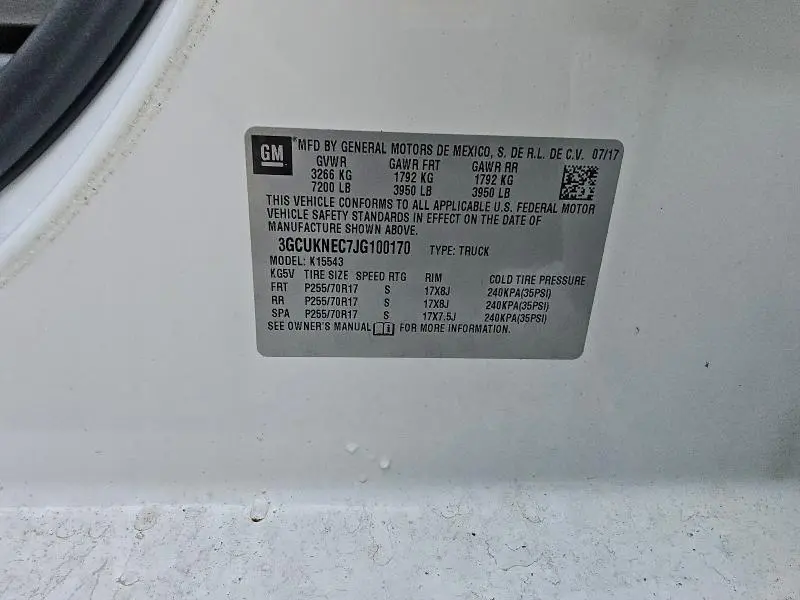 GM
*MFD BY GENERAL MOTORS DE MEXICO, S. DE R.L. DE C.V. 07/17
GVWR GAWR FRT GAWR RR
3266 KG 1792 KG 1792 KG
7200 LB 3950 LB 3950 LB
THIS VEHICLE CONFORMS TO ALL APPLICABLE U.S. FEDERAL MOTOR
VEHICLE SAFETY STANDARDS IN EFFECT ON THE DATE OF
MANUFACTURE SHOWN ABOVE.
3GCUKNEC7JG100170 TYPE: TRUCK
MODEL: K15543
KG5V TIRE SIZE SPEED RTG RIM COLD TIRE PRESSURE
FRT P255/70R17 S 17X8J 240KPA(35PSI)
RR P255/70R17 S 17X8J 240KPA(35PSI)
SPA P255/70R17 S 17X7.5J 240KPA(35PSI)
SEE OWNER'S MANUAL FOR MORE INFORMATION.